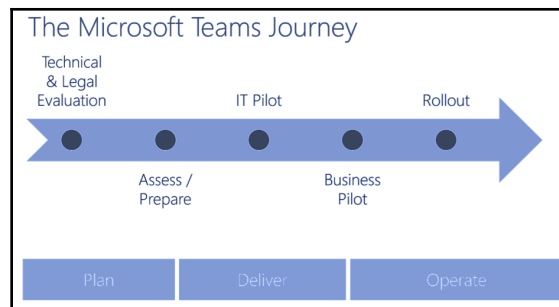 The Microsoft Teams Journey
Technical
& Legal
Evaluation
IT Pilot
Rollout
Assess /
Prepare
Business
Pilot
Plan
Deliver
Operate